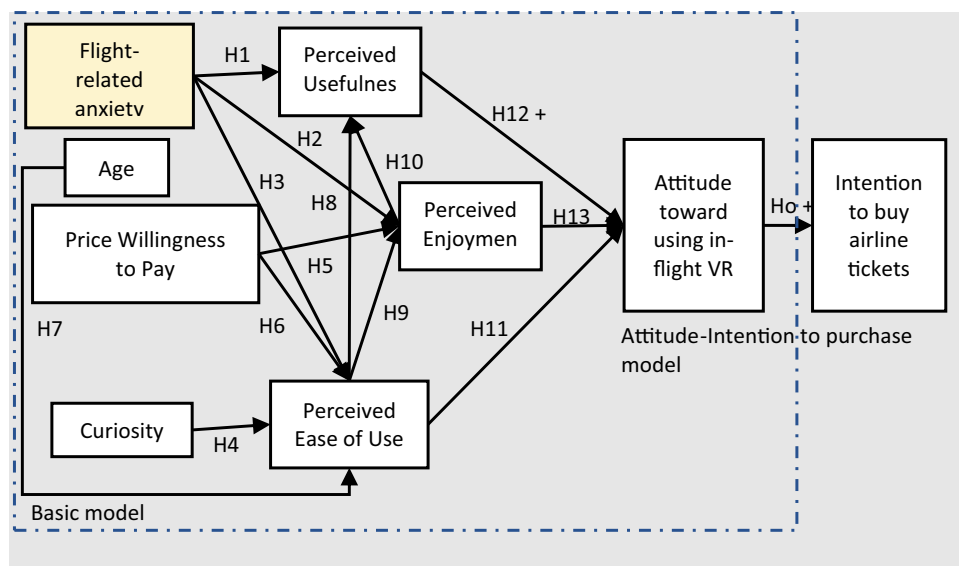 Flight-
related
anxietv
H1
Perceived
Usefulnes
H12 +
H2
H10
Age
H3
H8
Perceived
Enjoymen
H13
Attitude
toward
using in-
flight VR
Ho +
Intention
to buy
airline
tickets
Price Willingness
to Pay
H5
H6
H9
H7
H11
Attitude-Intention to purchase
model
Curiosity
H4
Perceived
Ease of Use
Basic model